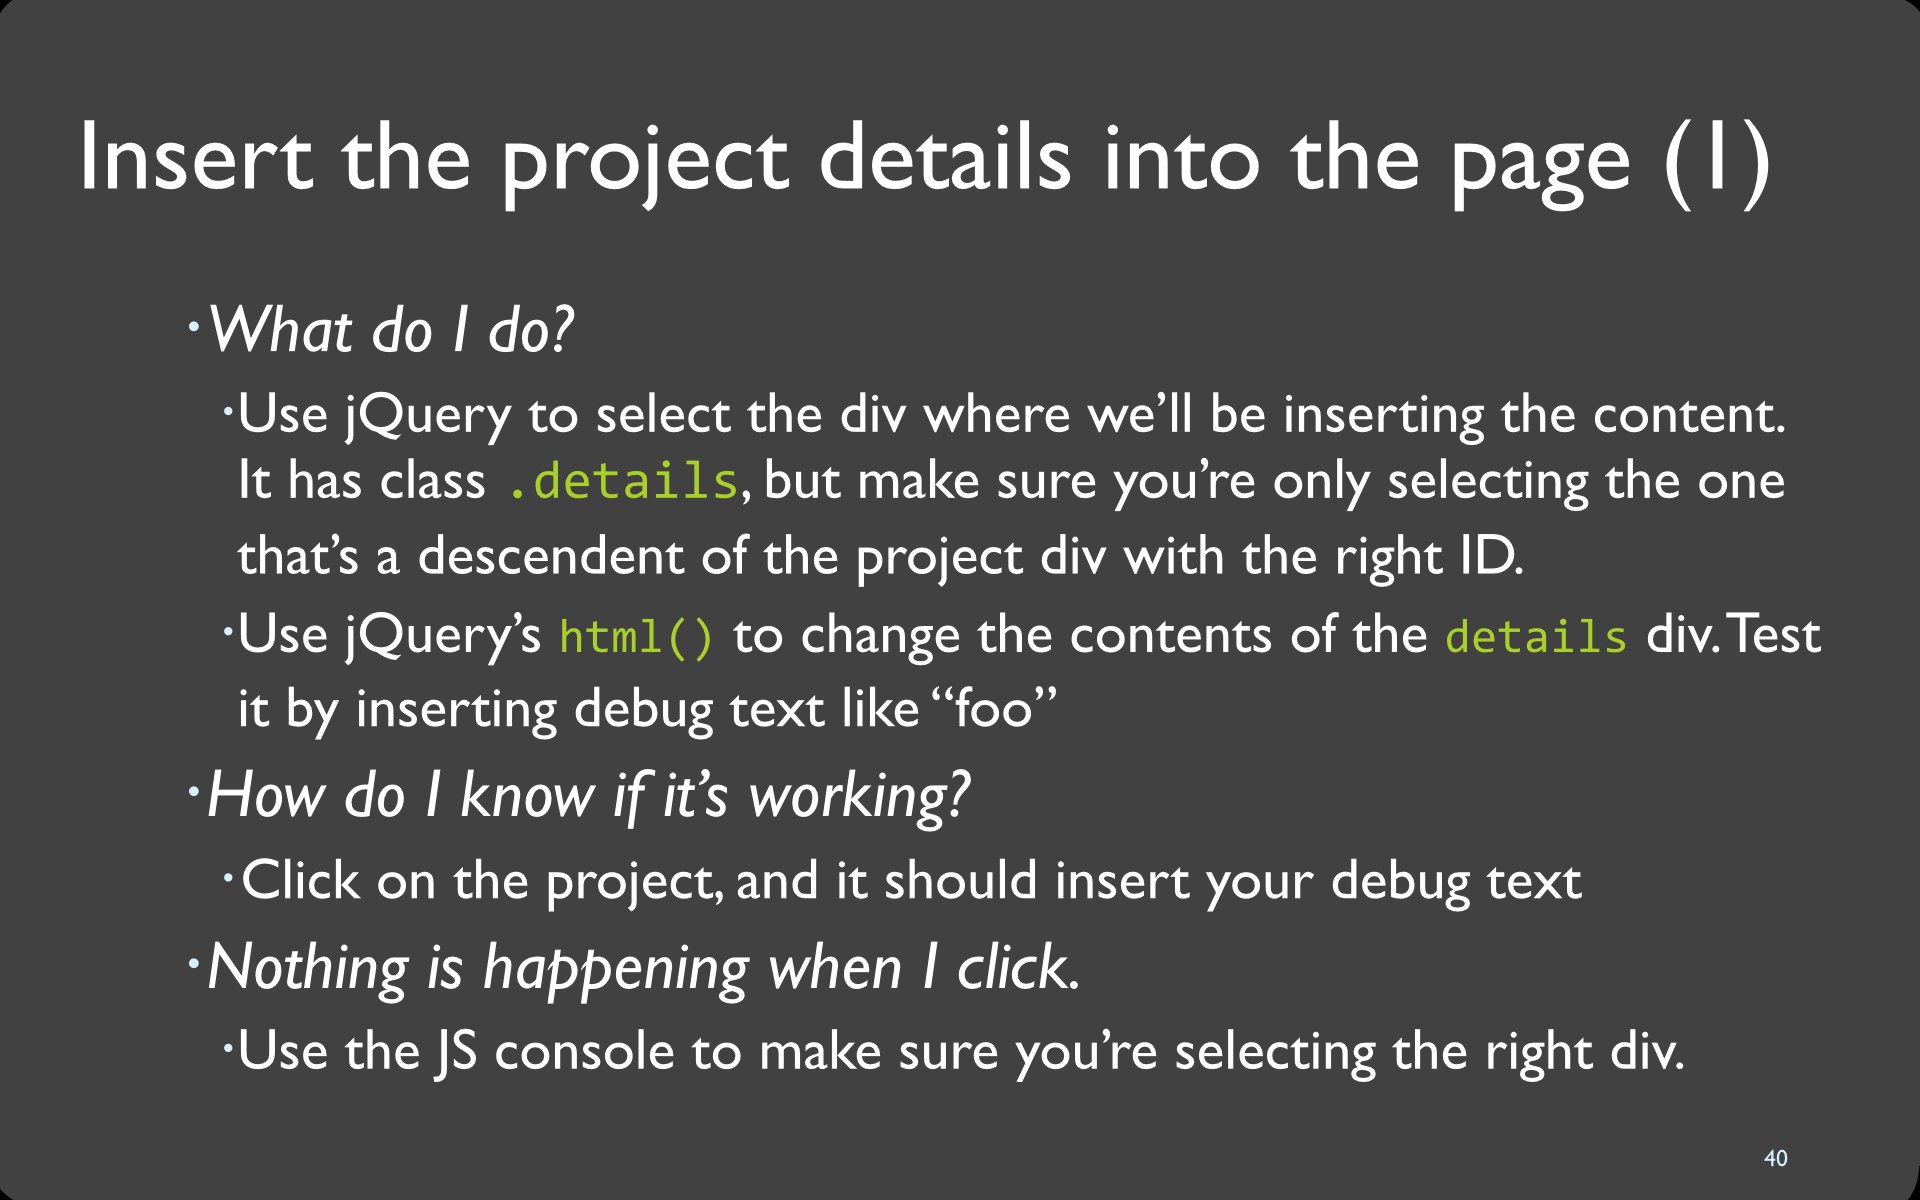 Insert the project details into the page (1)
•What do I do?
•Use jQuery to select the div where we’ll be inserting the content.
It has class .details, but make sure you’re only selecting the one
that’s a descendent of the project div with the right ID.
•Use jQuery’s html() to change the contents of the details div. Test
it by inserting debug text like “foo”
•How do I know if it’s working?
•Click on the project, and it should insert your debug text
•Nothing is happening when I click.
•Use the JS console to make sure you’re selecting the right div.
40